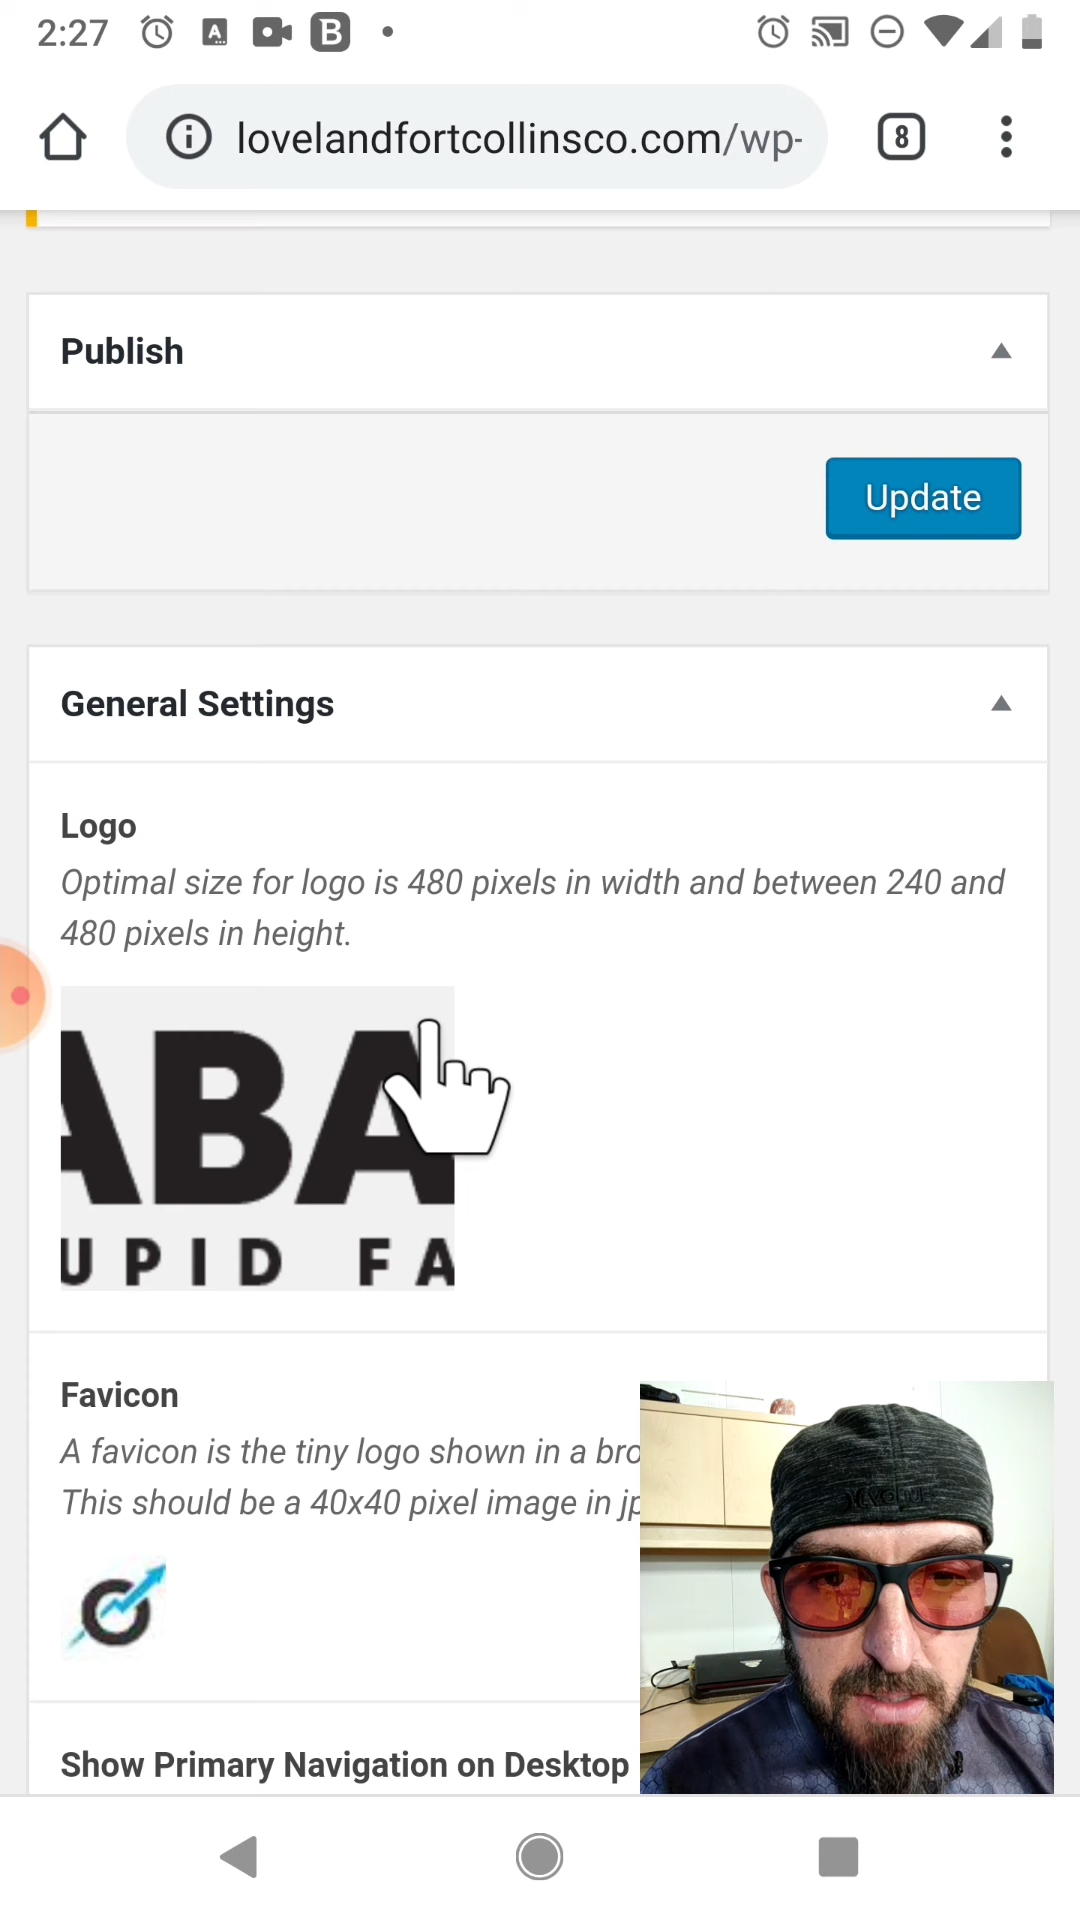 2:27
A
B
lovelandfortcollinsco.com/wp-
8
Publish
Update
General Settings
Logo
Optimal size for logo is 480 pixels in width and between 240 and
480 pixels in height.
ABA
UPID FA
Favicon
A favicon is the tiny logo shown in a bro
This should be a 40x40 pixel image in jp
Show Primary Navigation on Desktop